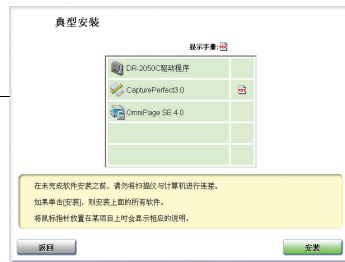 典型安装
显示手册:
DR-2050C驱动程序
CapturePerfect3.0
OmniPage SE 4.0
在未完成软件安装之前，请勿将扫描仪与计算机进行连接。
如果单击[安装]，则安装上面的所有软件。
将鼠标指针放置在某项目上时会显示相应的说明。
返回
安装